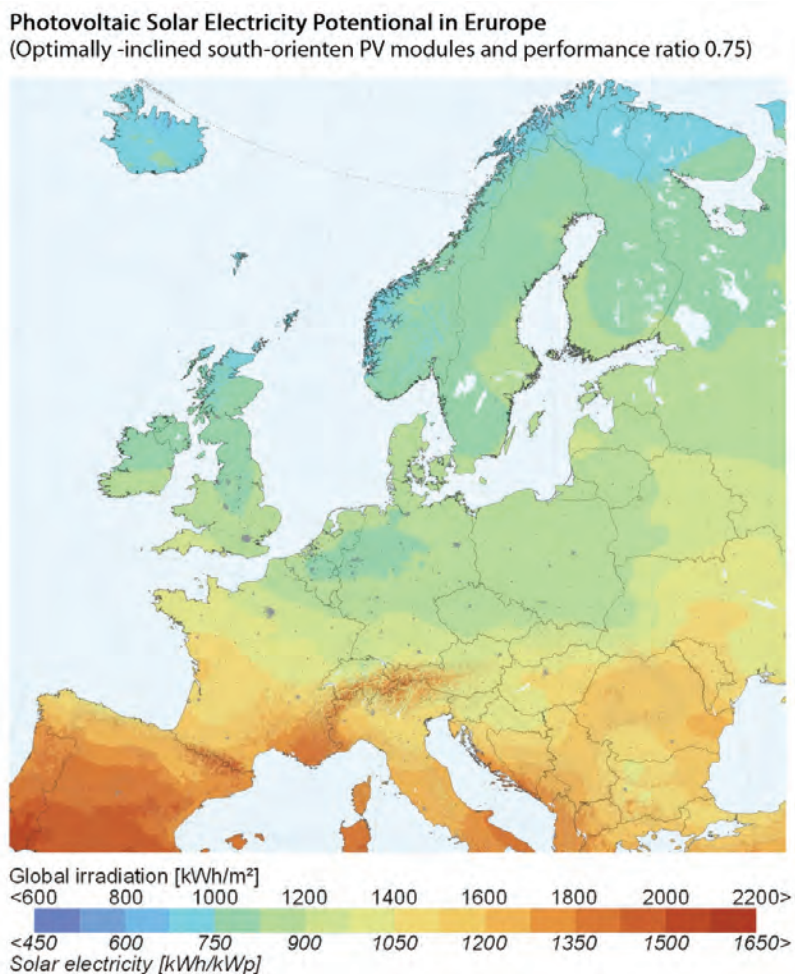 Photovoltaic Solar Electricity Potentional in Erurope
(Optimally -inclined south-orienten PV modules and performance ratio 0.75)
Global irradiation [kWh/m²]
<600 800 1000 1200 1400 1600 1800 2000 2200>
<450 600 750 900 1050 1200 1350 1500 1650>
Solar electricity [kWh/kWp]